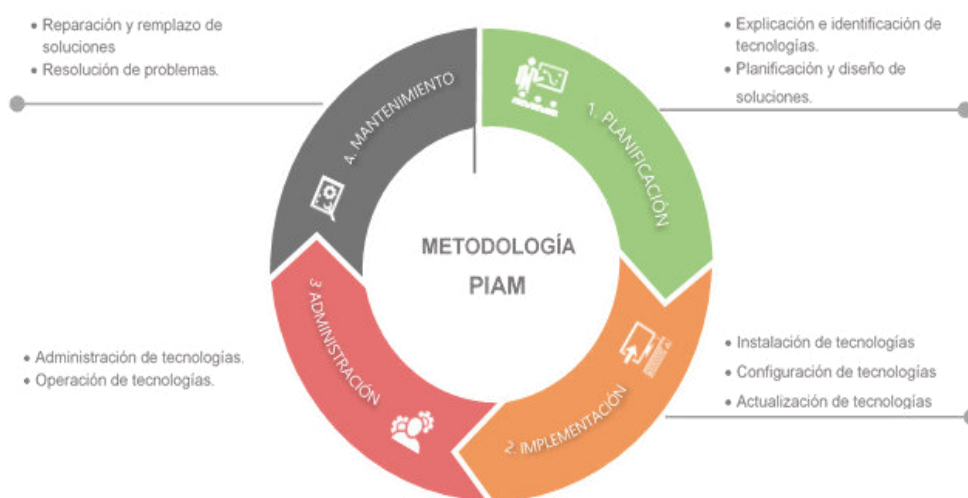 • Reparación y remplazo de
soluciones
• Resolución de problemas.
• Explicación e identificación de
tecnologías.
• Planificación y diseño de
soluciones.
4. MANTENIMIENTO
1. PLANIFICACIÓN
METODOLOGÍA
PIAM
3 ADMINISTRACIÓN
2. IMPLEMENTACIÓN
• Administración de tecnologías.
• Operación de tecnologías.
• Instalación de tecnologías
• Configuración de tecnologías
• Actualización de tecnologías